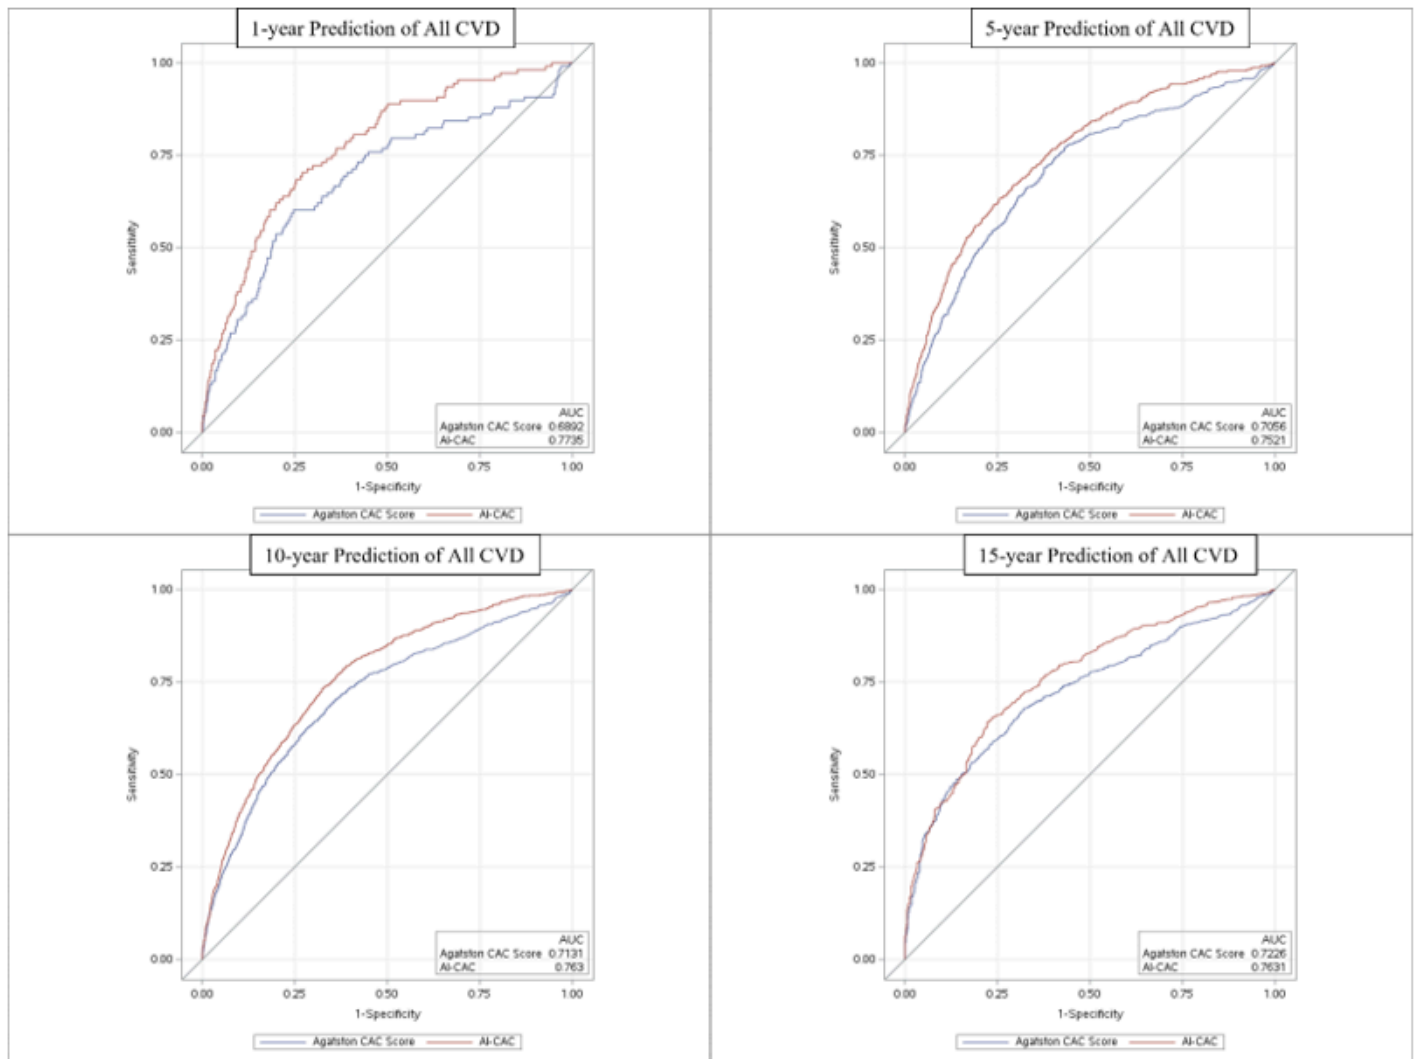 1-year Prediction of All CVD
1.00
0.75
0.50
0.25
0.00
Sensitivity
AUC
Agatston CAC Score 0.6892
AI-CAC 0.7735
0.00 0.25 0.50 0.75 1.00
1-Specificity
Agatston CAC Score AI-CAC
5-year Prediction of All CVD
1.00
0.75
0.50
0.25
0.00
Sensitivity
AUC
Agatston CAC Score 0.7056
AI-CAC 0.7521
0.00 0.25 0.50 0.75 1.00
1-Specificity
Agatston CAC Score AI-CAC
10-year Prediction of All CVD
1.00
0.75
0.50
0.25
0.00
Sensitivity
AUC
Agatston CAC Score 0.7131
AI-CAC 0.763
0.00 0.25 0.50 0.75 1.00
1-Specificity
Agatston CAC Score AI-CAC
15-year Prediction of All CVD
1.00
0.75
0.50
0.25
0.00
Sensitivity
AUC
Agatston CAC Score 0.7226
AI-CAC 0.7631
0.00 0.25 0.50 0.75 1.00
1-Specificity
Agatston CAC Score AI-CAC